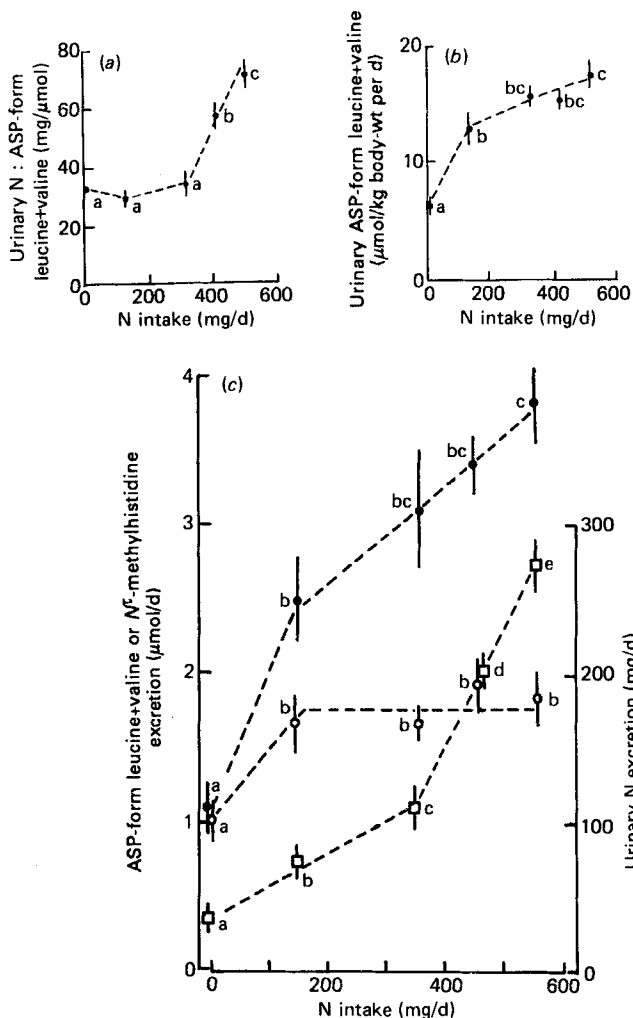 (a)
Urinary N : ASP-form
leucine+valine (mg/μmol)
80
60
40
20
0
a
a
a
b
c
0 200 400 600
N intake (mg/d)
(b)
Urinary ASP-form leucine+valine
(μmol/kg body-wt per d)
20
10
0
a
b
bc
bc
c
0 200 400 600
N intake (mg/d)
(c)
ASP-form leucine+valine or Nτ-methylhistidine
excretion (μmol/d)
4
3
2
1
0
a
b
bc
bc
c
a
b
b
b
b
a
b
c
d
e
300
200
100
0
Urinary N excretion (mg/d)
0 200 400 600
N intake (mg/d)